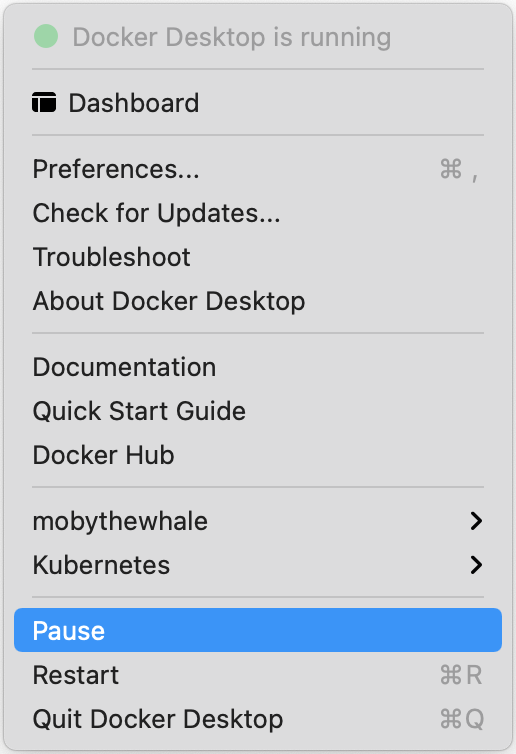 Docker Desktop is running
Dashboard
Preferences... ⌘ ,
Check for Updates...
Troubleshoot
About Docker Desktop
Documentation
Quick Start Guide
Docker Hub
mobythewhale
Kubernetes
Pause
Restart ⌘R
Quit Docker Desktop ⌘Q